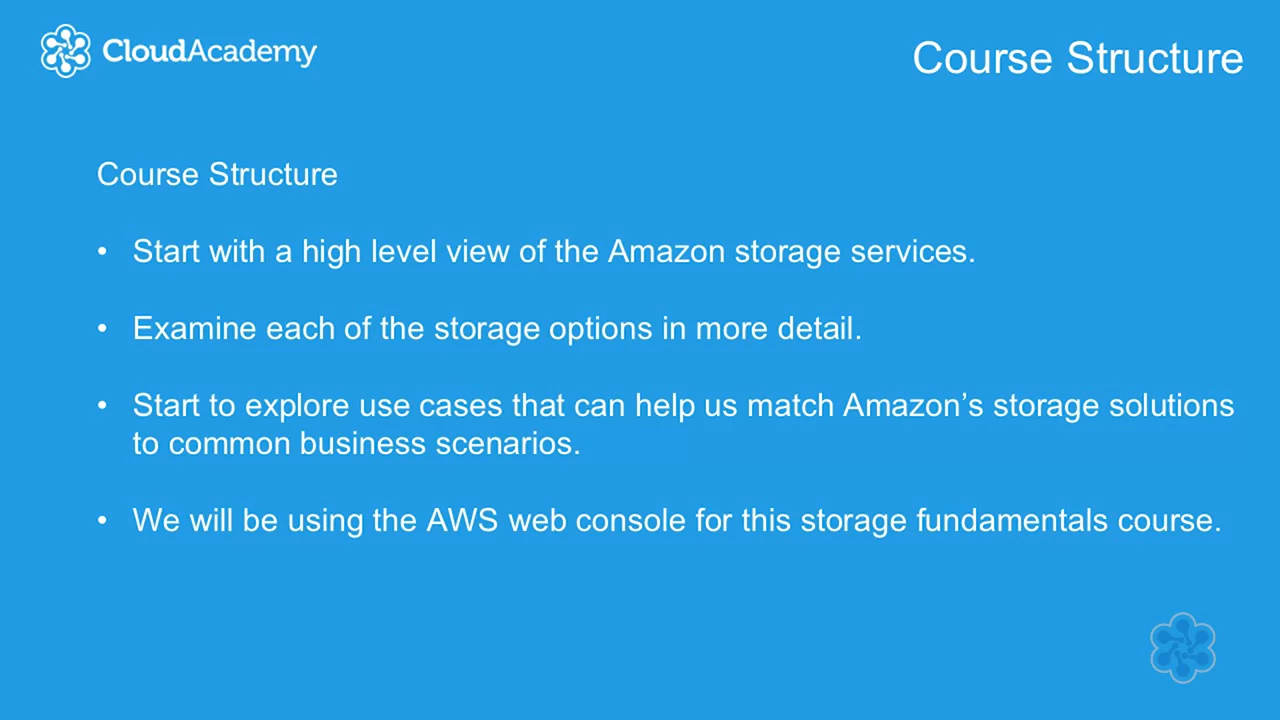 CloudAcademy
Course Structure
Course Structure
• Start with a high level view of the Amazon storage services.
• Examine each of the storage options in more detail.
• Start to explore use cases that can help us match Amazon’s storage solutions
to common business scenarios.
• We will be using the AWS web console for this storage fundamentals course.